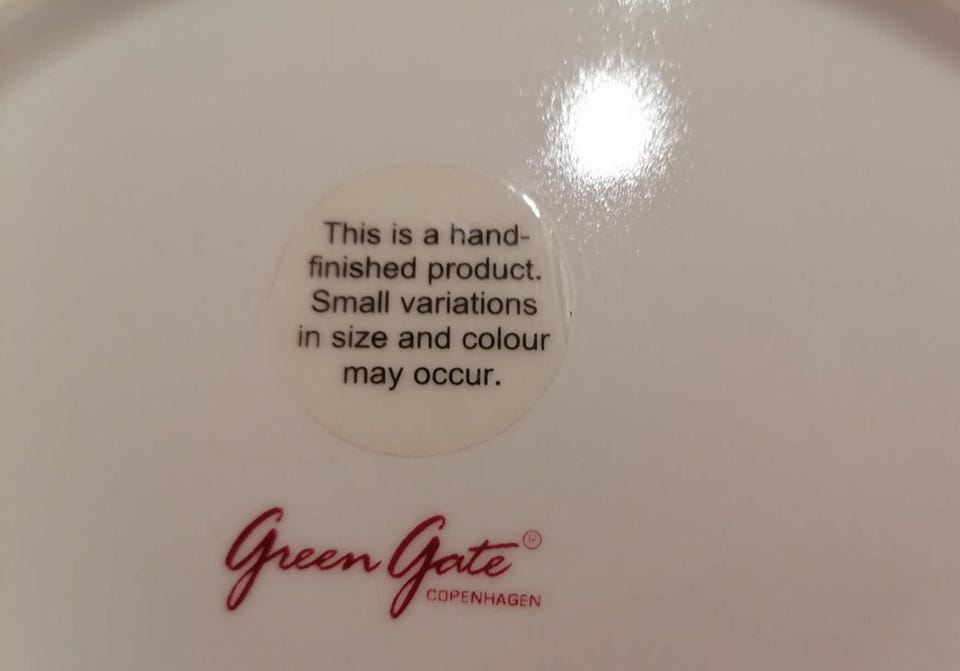 This is a hand-
finished product.
Small variations
in size and colour
may occur.
Green Gate
COPENHAGEN